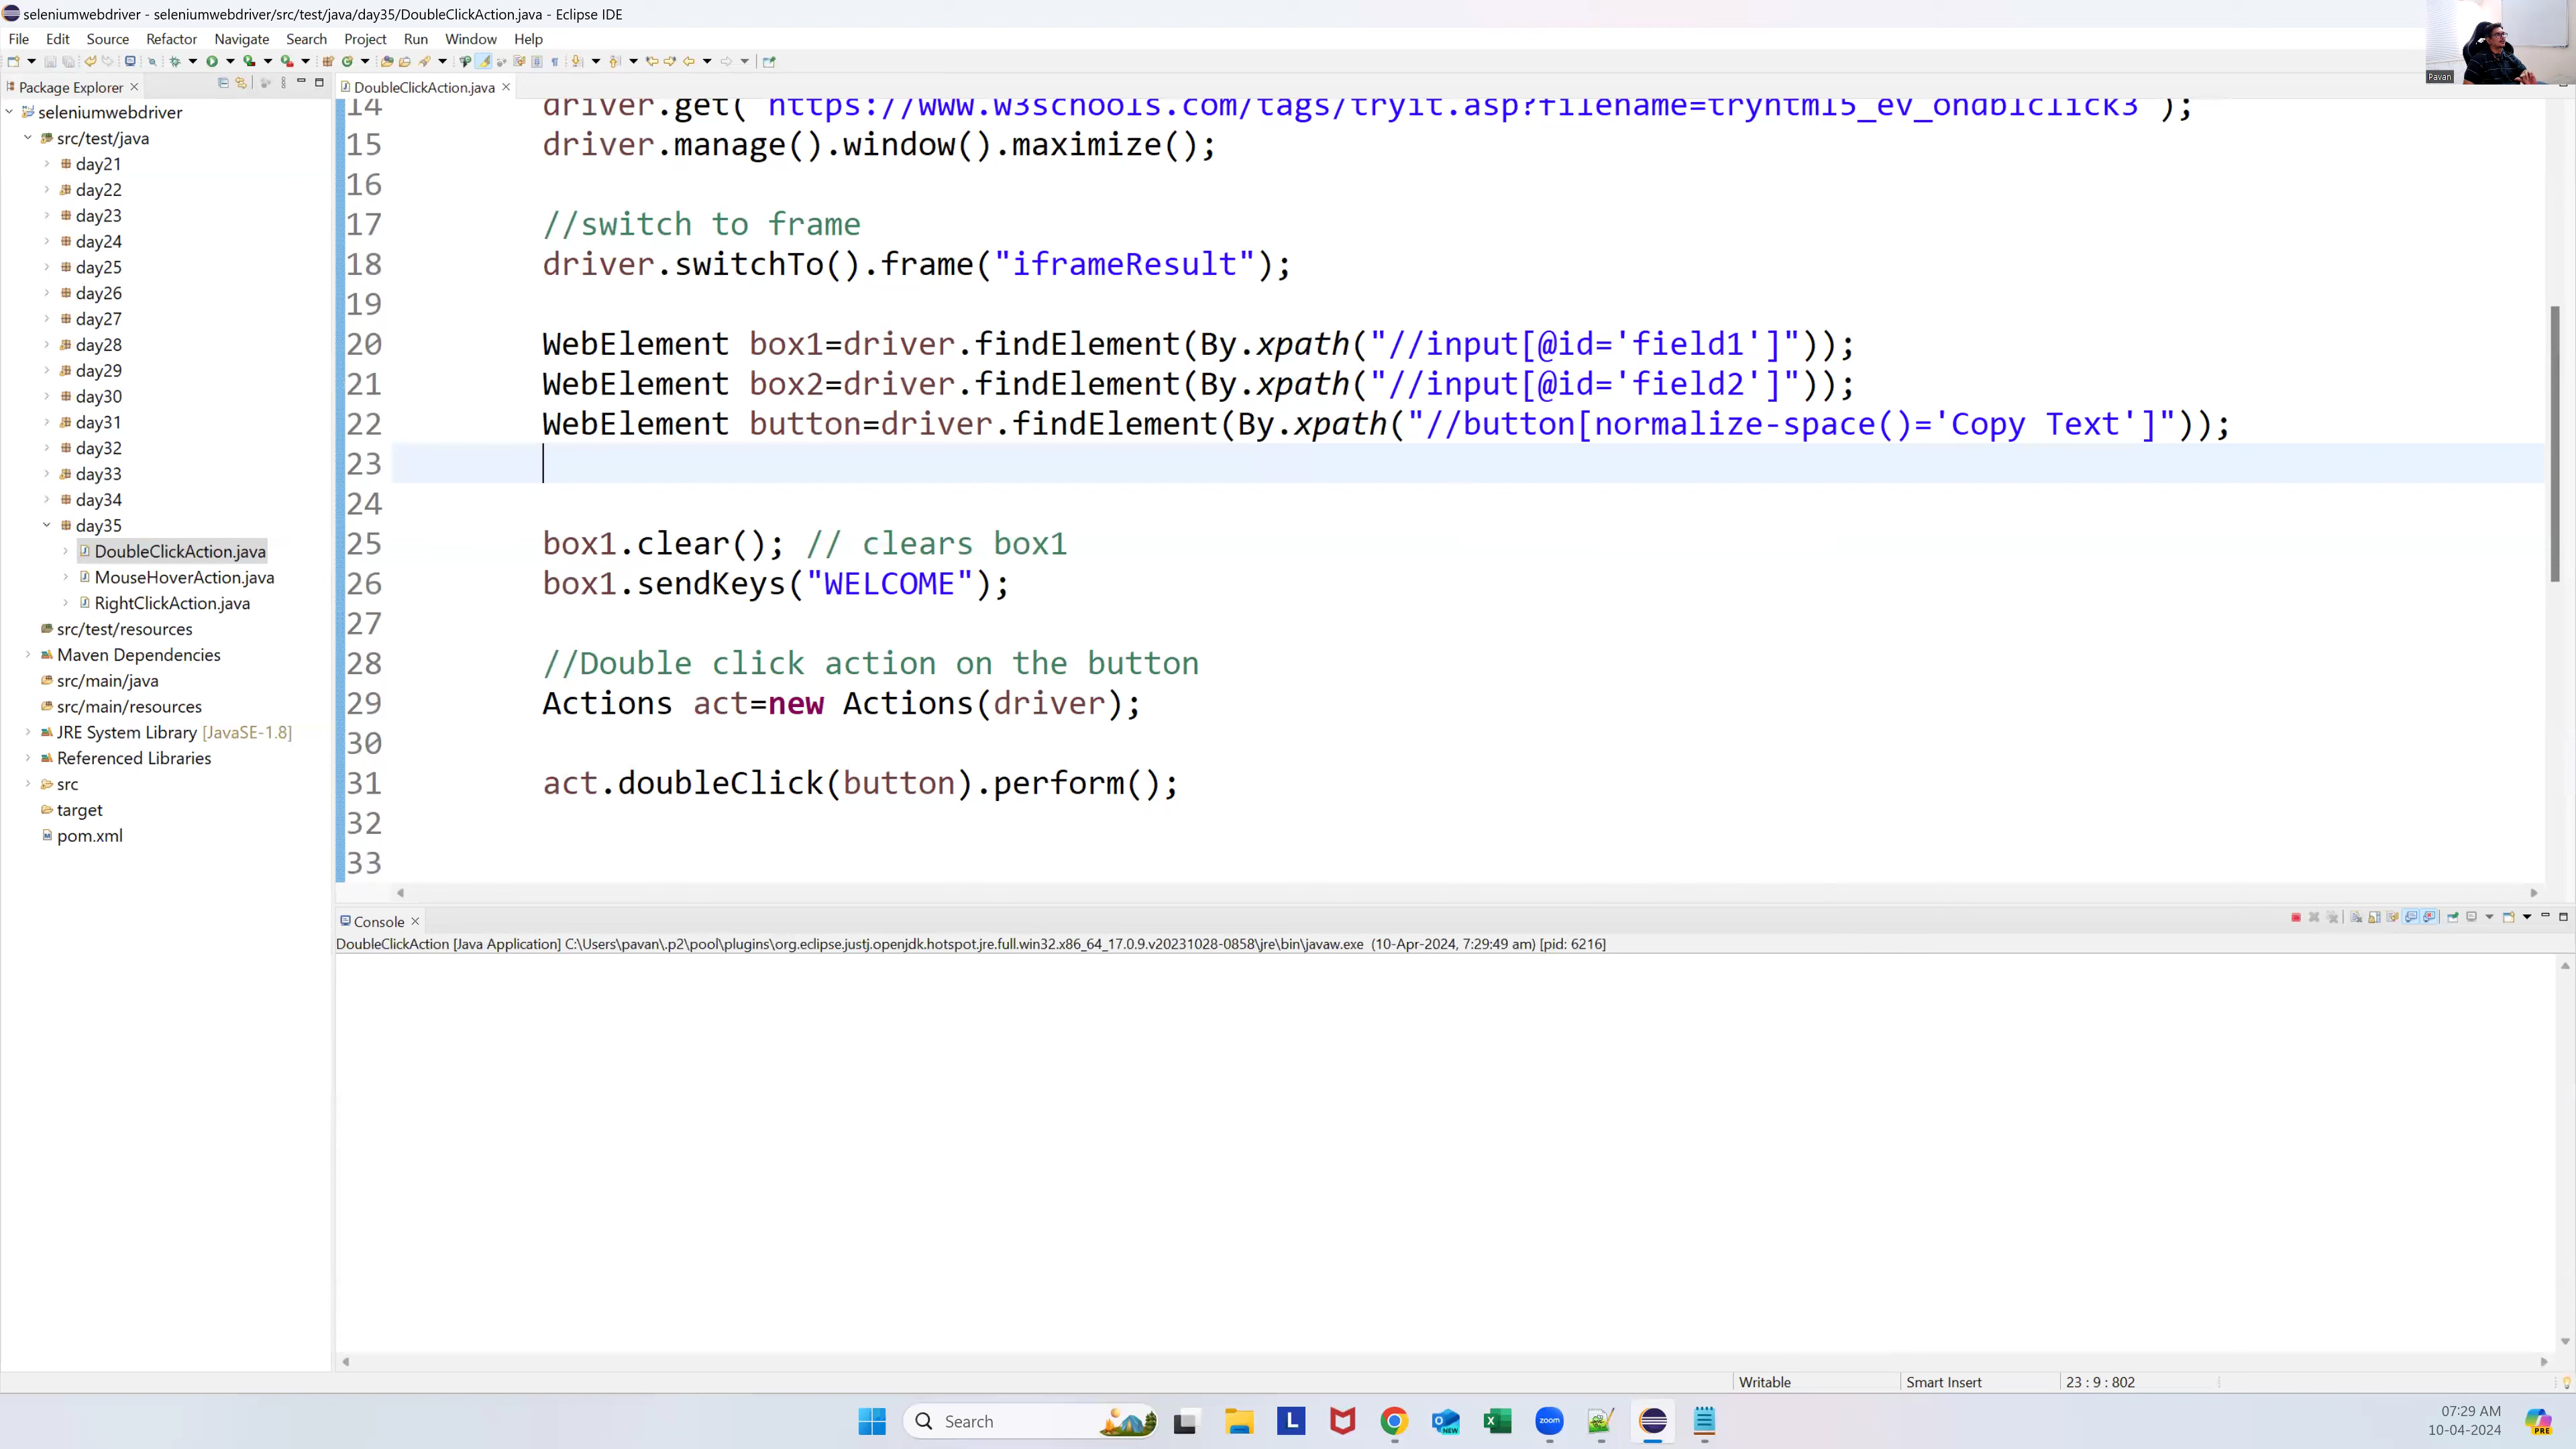 seleniumwebdriver - seleniumwebdriver/src/test/java/day35/DoubleClickAction.java - Eclipse IDE
File Edit Source Refactor Navigate Search Project Run Window Help
Pavan
Package Explorer
DoubleClickAction.java
seleniumwebdriver
src/test/java
day21
day22
day23
day24
day25
day26
day27
day28
day29
day30
day31
day32
day33
day34
day35
DoubleClickAction.java
MouseHoverAction.java
RightClickAction.java
src/test/resources
Maven Dependencies
src/main/java
src/main/resources
JRE System Library [JavaSE-1.8]
Referenced Libraries
src
target
pom.xml
14 driver.get("https://www.w3schools.com/tags/tryit.asp?filename=tryhtml5_ev_ondblclick3");
15 driver.manage().window().maximize();
16
17 //switch to frame
18 driver.switchTo().frame("iframeResult");
19
20 WebElement box1=driver.findElement(By.xpath("//input[@id='field1']"));
21 WebElement box2=driver.findElement(By.xpath("//input[@id='field2']"));
22 WebElement button=driver.findElement(By.xpath("//button[normalize-space()='Copy Text']"));
23
24
25 box1.clear(); // clears box1
26 box1.sendKeys("WELCOME");
27
28 //Double click action on the button
29 Actions act=new Actions(driver);
30
31 act.doubleClick(button).perform();
32
33
Console
DoubleClickAction [Java Application] C:\Users\pavan\.p2\pool\plugins\org.eclipse.justj.openjdk.hotspot.jre.full.win32.x86_64_17.0.9.v20231028-0858\jre\bin\javaw.exe (10-Apr-2024, 7:29:49 am) [pid: 6216]
Writable Smart Insert 23 : 9 : 802
Search
L
NEW
zoom
07:29 AM
10-04-2024
PRE